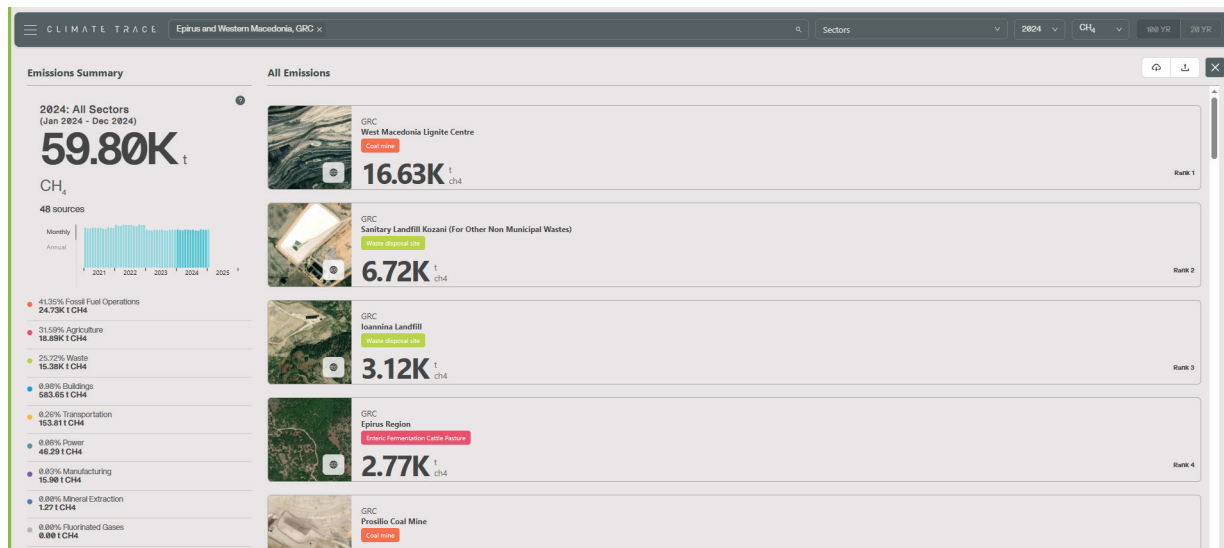 CLIMATE TRACE
Epirus and Western Macedonia, GRC ×
Sectors
2024
CH₄
100 YR
20 YR
Emissions Summary
2024: All Sectors
(Jan 2024 - Dec 2024)
59.80K t
CH₄
48 sources
Monthly
Annual
2021 2022 2023 2024 2025
41.35% Fossil Fuel Operations
24.73K t CH4
31.59% Agriculture
18.89K t CH4
25.72% Waste
15.38K t CH4
0.98% Buildings
583.65 t CH4
0.26% Transportation
153.81 t CH4
0.08% Power
46.29 t CH4
0.03% Manufacturing
15.90 t CH4
0.00% Mineral Extraction
1.27 t CH4
0.00% Fluorinated Gases
0.00 t CH4
All Emissions
GRC
West Macedonia Lignite Centre
Coal mine
16.63K t ch4
Rank 1
GRC
Sanitary Landfill Kozani (For Other Non Municipal Wastes)
Waste disposal site
6.72K t ch4
Rank 2
GRC
Ioannina Landfill
Waste disposal site
3.12K t ch4
Rank 3
GRC
Epirus Region
Enteric Fermentation Cattle Pasture
2.77K t ch4
Rank 4
GRC
Prosilio Coal Mine
Coal mine